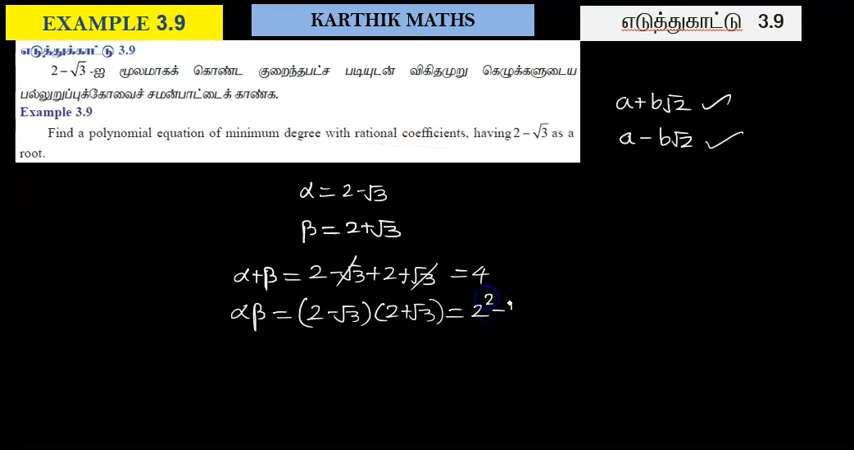 EXAMPLE 3.9
KARTHIK MATHS
எடுத்துகாட்டு 3.9
எடுத்துக்காட்டு 3.9
2−√3 -ஐ மூலமாகக் கொண்ட குறைந்தபட்ச படியுடன் விகிதமுறு கெழுக்களுடைய
பல்லுறுப்புக்கோவைச் சமன்பாட்டைக் காண்க.
Example 3.9
Find a polynomial equation of minimum degree with rational coefficients, having 2−√3 as a
root.
a+b√2 ✓
a−b√2 ✓
α = 2−√3
β = 2+√3
α+β = 2−√3+2+√3 = 4
αβ = (2−√3)(2+√3) = 2²−